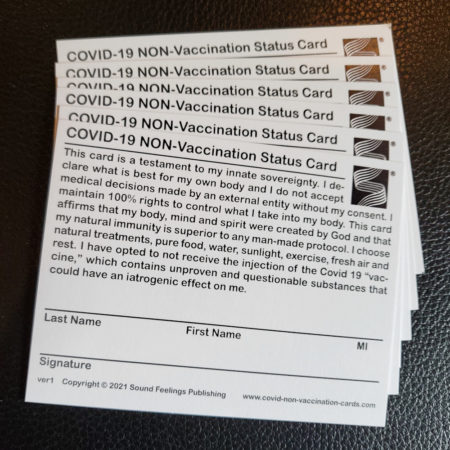 COVID-19 NON-Vaccination Status Card
®
COVID-19 NON-Vaccination Status Card
®
COVID-19 NON-Vaccination Status Card
®
COVID-19 NON-Vaccination Status Card
®
COVID-19 NON-Vaccination Status Card
®
This card is a testament to my innate sovereignty. I de-
clare what is best for my own body and I do not accept
medical decisions made by an external entity without my consent. I
maintain 100% rights to control what I take into my body. This card
affirms that my body, mind and spirit were created by God and that
my natural immunity is superior to any man-made protocol. I choose
natural treatments, pure food, water, sunlight, exercise, fresh air and
rest. I have opted to not receive the injection of the Covid 19 “vac-
cine,” which contains unproven and questionable substances that
could have an iatrogenic effect on me.
Last Name First Name MI
Signature
ver1 Copyright © 2021 Sound Feelings Publishing www.covid-non-vaccination-cards.com